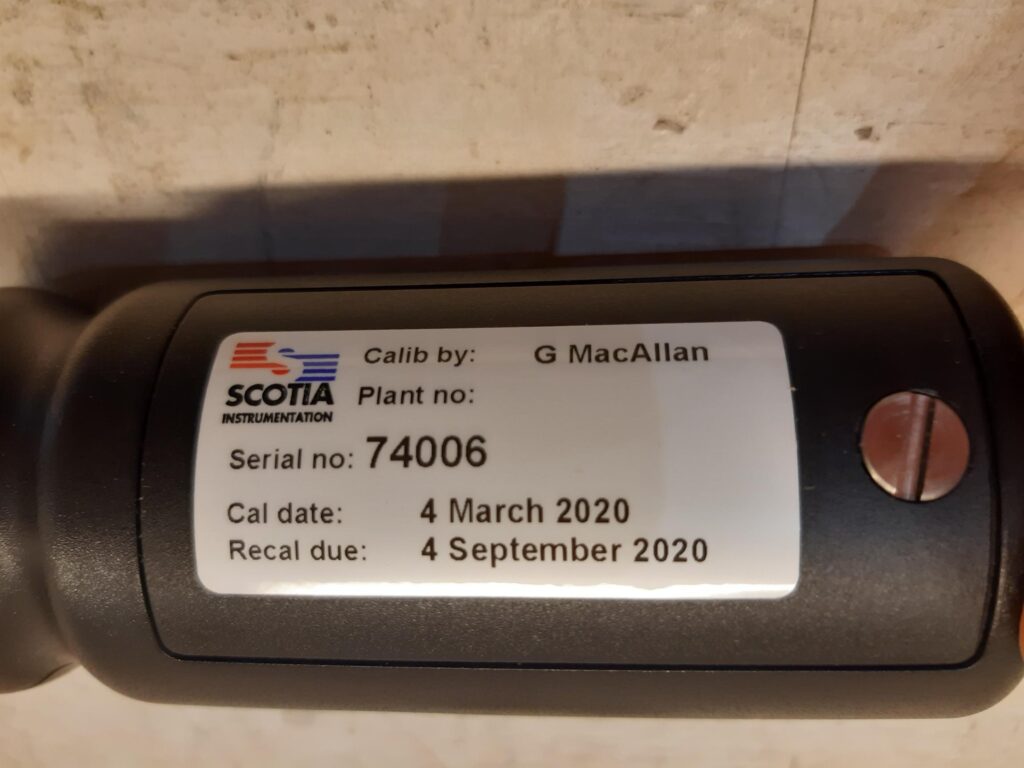 SCOTIA
INSTRUMENTATION
Calib by: G MacAllan
Plant no:
Serial no: 74006
Cal date: 4 March 2020
Recal due: 4 September 2020